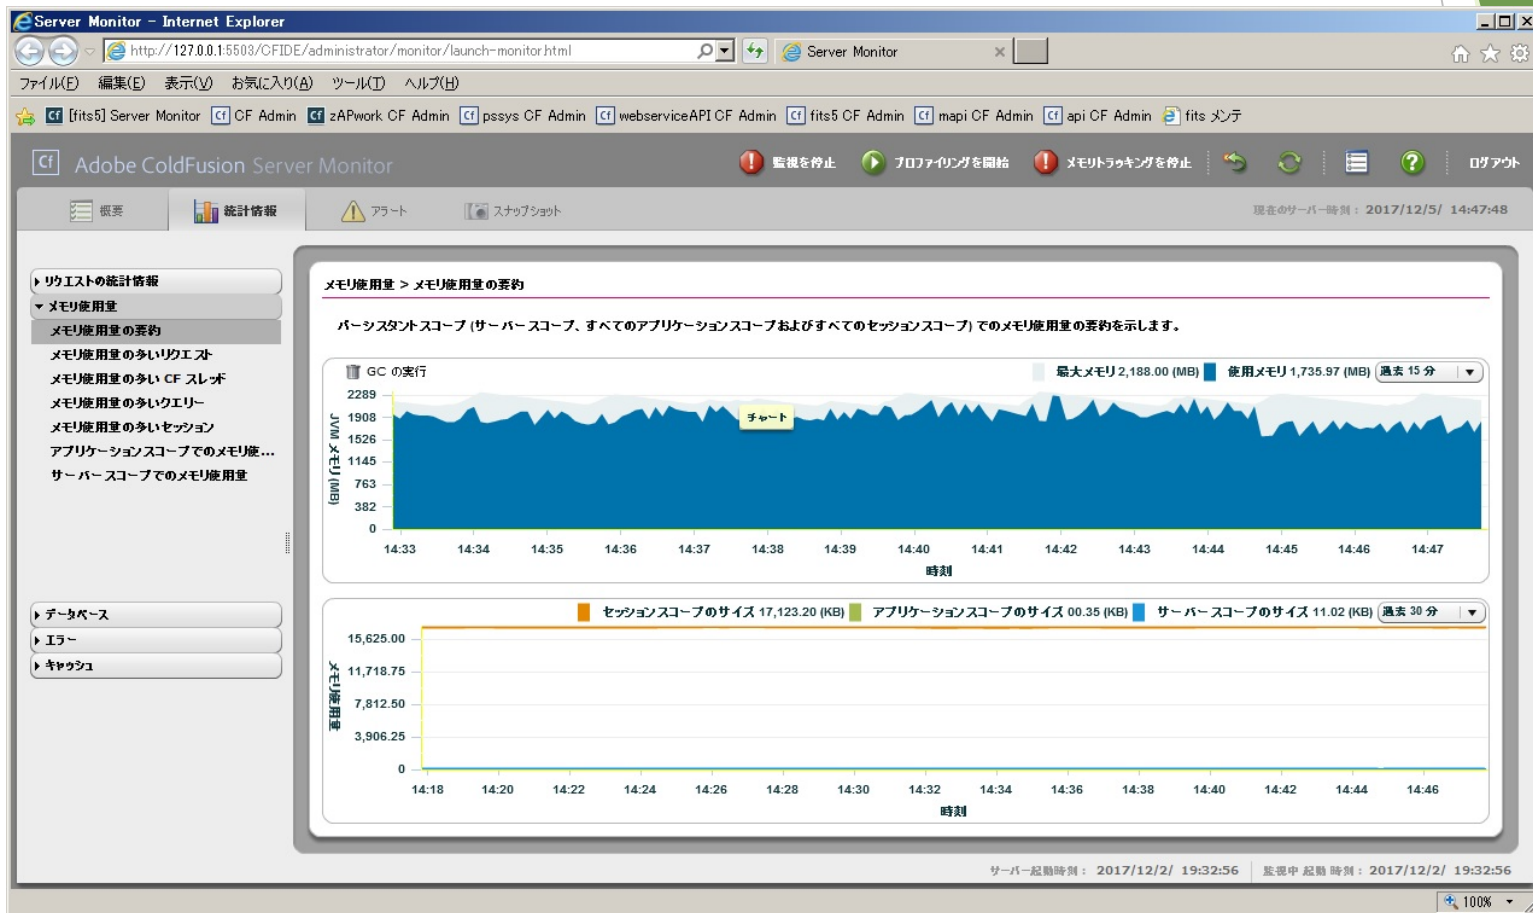 Server Monitor - Internet Explorer
http://127.0.0.1:5503/CFIDE/administrator/monitor/launch-monitor.html
Server Monitor
ファイル(F) 編集(E) 表示(V) お気に入り(A) ツール(T) ヘルプ(H)
[fits5] Server Monitor CF Admin zAPwork CF Admin pssys CF Admin webserviceAPI CF Admin fits5 CF Admin mapi CF Admin api CF Admin fits メンテ
Cf Adobe ColdFusion Server Monitor
監視を停止 プロファイリングを開始 メモリトラッキングを停止 ログアウト
概要 統計情報 アラート スナップショット
現在のサーバー時刻 : 2017/12/5/ 14:47:48
リクエストの統計情報
メモリ使用量
メモリ使用量の要約
メモリ使用量の多いリクエスト
メモリ使用量の多い CF スレッド
メモリ使用量の多いクエリー
メモリ使用量の多いセッション
アプリケーションスコープでのメモリ使...
サーバースコープでのメモリ使用量
データベース
エラー
キャッシュ
メモリ使用量 > メモリ使用量の要約
パーシスタントスコープ (サーバースコープ、すべてのアプリケーションスコープおよびすべてのセッションスコープ) でのメモリ使用量の要約を示します。
GC の実行
最大メモリ 2,188.00 (MB) 使用メモリ 1,735.97 (MB) 過去 15 分
JVM メモリ (MB)
2289
1908
1526
1145
763
382
0
チャート
14:33 14:34 14:35 14:36 14:37 14:38 14:39 14:40 14:41 14:42 14:43 14:44 14:45 14:46 14:47
時刻
セッションスコープのサイズ 17,123.20 (KB) アプリケーションスコープのサイズ 00.35 (KB) サーバースコープのサイズ 11.02 (KB) 過去 30 分
メモリ使用量
15,625.00
11,718.75
7,812.50
3,906.25
0
14:18 14:20 14:22 14:24 14:26 14:28 14:30 14:32 14:34 14:36 14:38 14:40 14:42 14:44 14:46
時刻
サーバー起動時刻 : 2017/12/2/ 19:32:56 監視中 起動 時刻 : 2017/12/2/ 19:32:56
100%